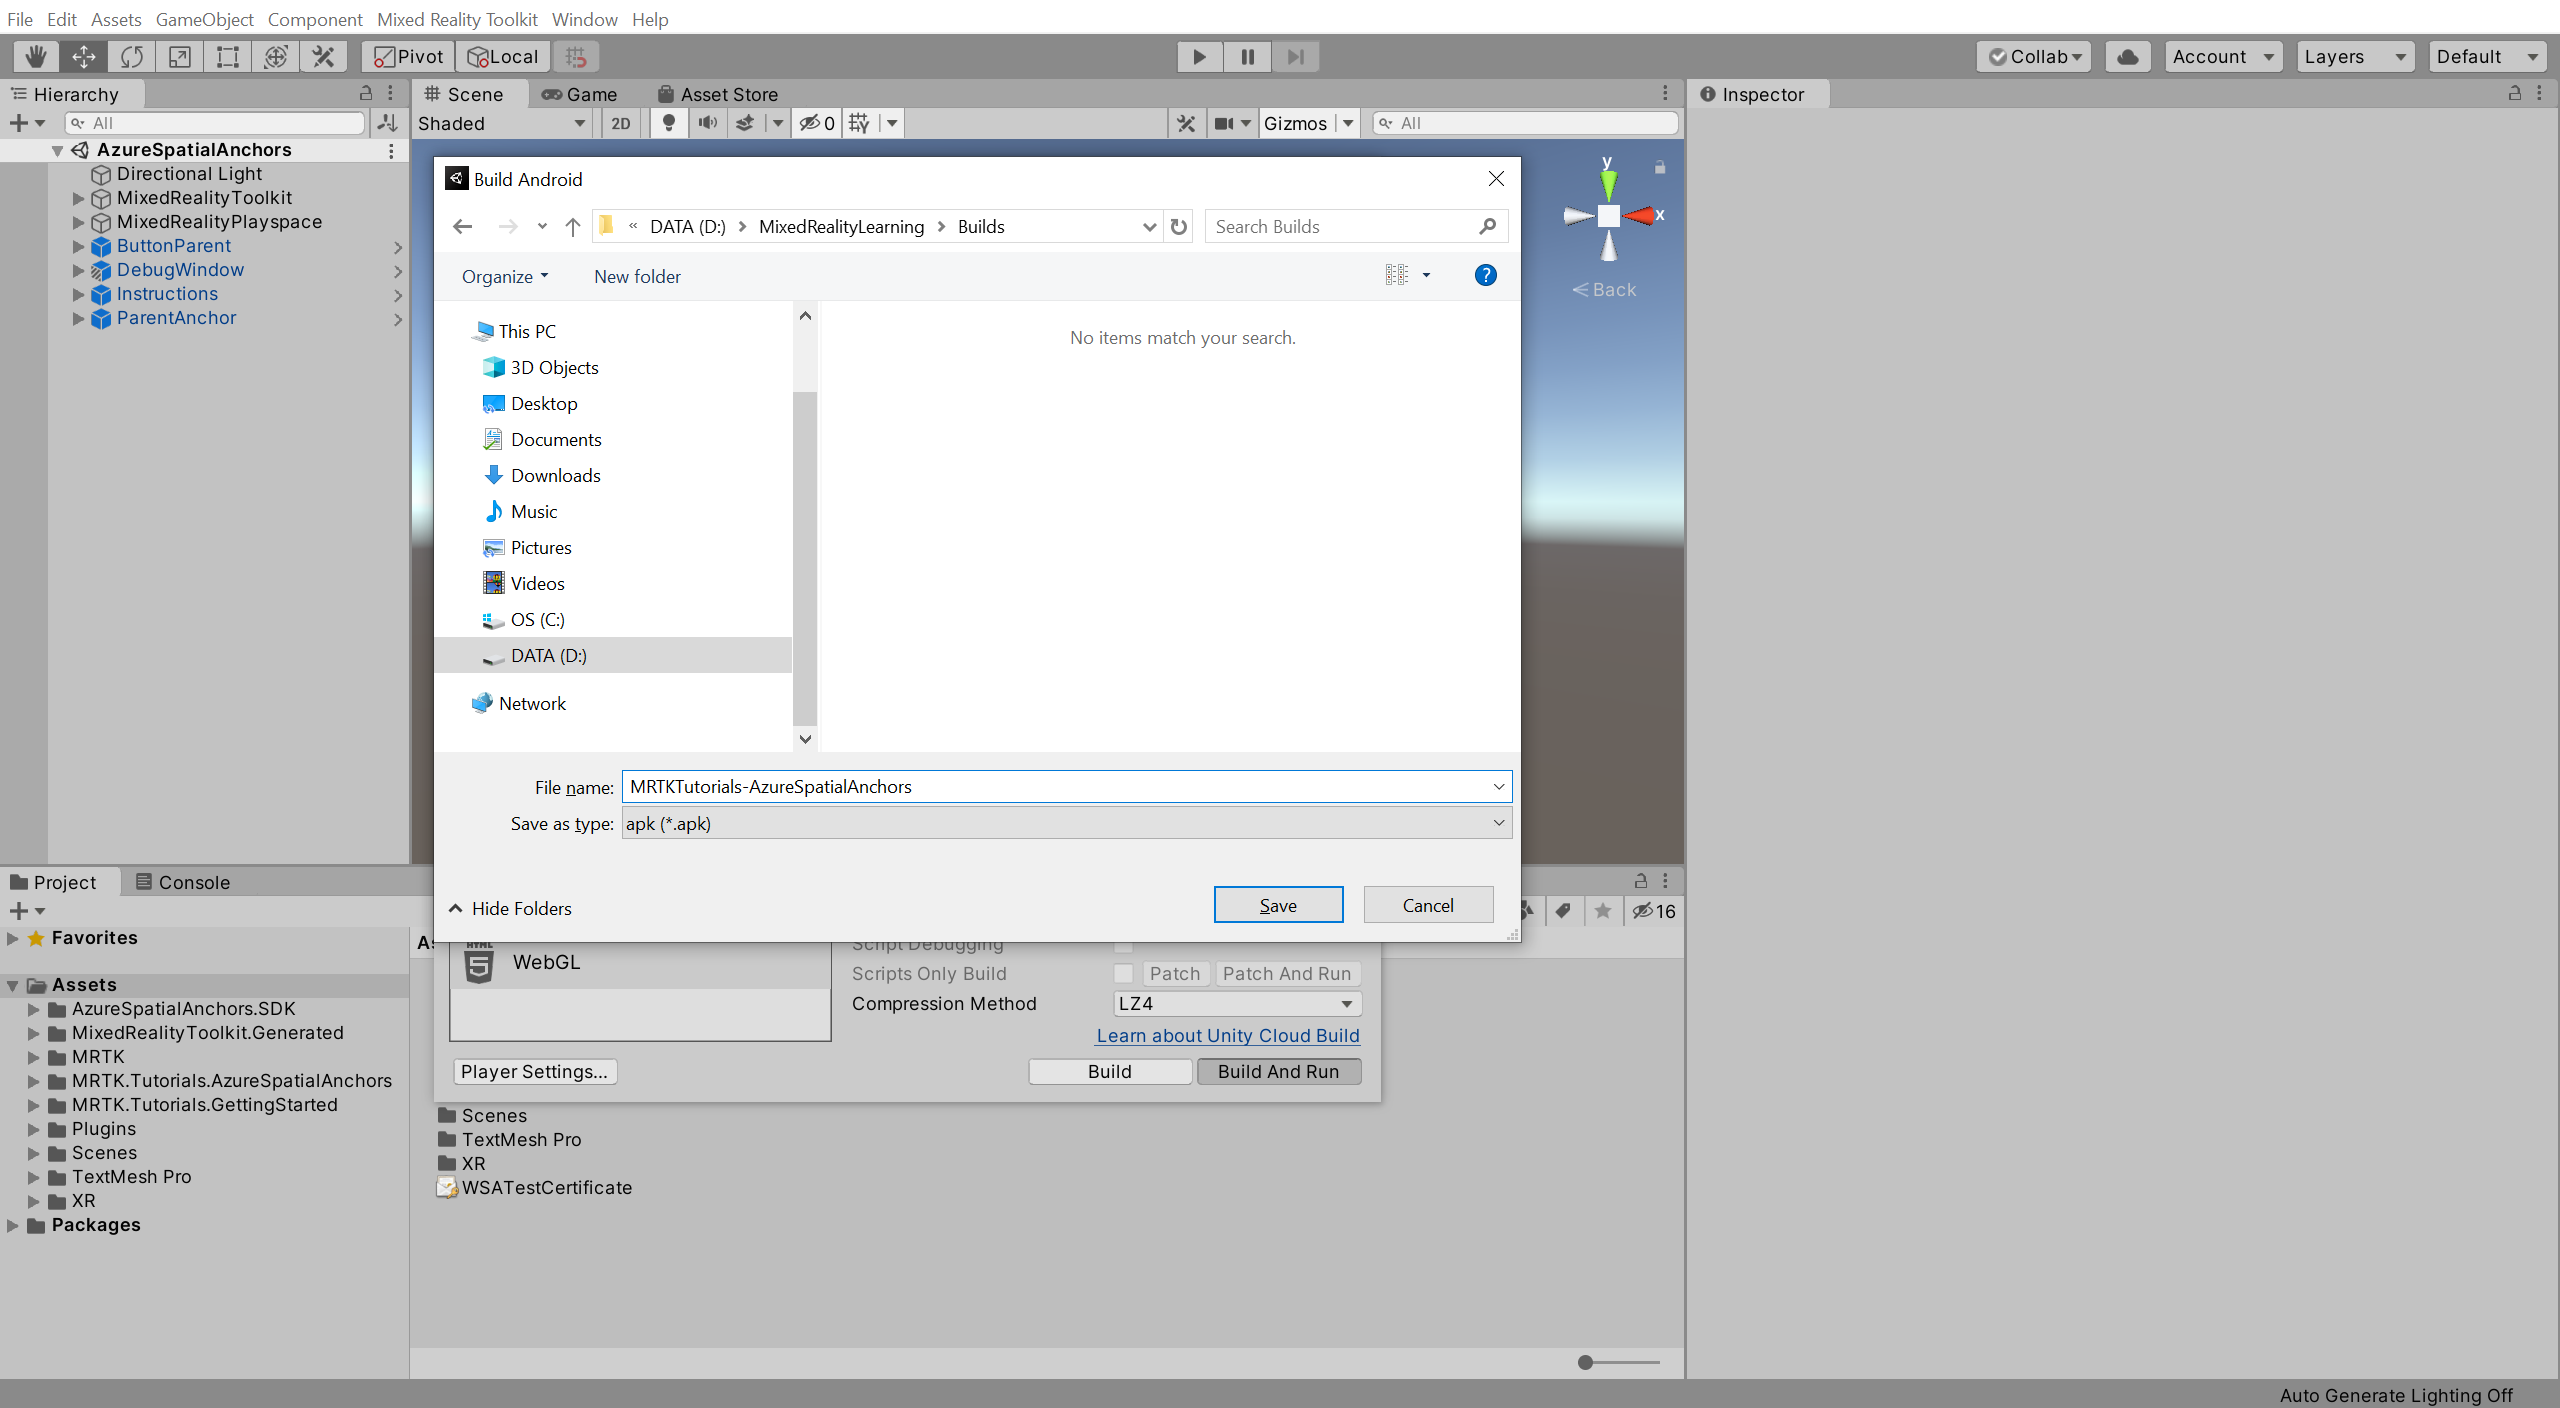 File Edit Assets GameObject Component Mixed Reality Toolkit Window Help
Pivot Local Collab Account Layers Default
Hierarchy
All
AzureSpatialAnchors
Directional Light
MixedRealityToolkit
MixedRealityPlayspace
ButtonParent
DebugWindow
Instructions
ParentAnchor
Scene Game Asset Store
Shaded 2D 0 Gizmos All
y
x
Back
Inspector
Build Android
« DATA (D:) › MixedRealityLearning › Builds
Search Builds
Organize New folder ?
This PC
3D Objects
Desktop
Documents
Downloads
Music
Pictures
Videos
OS (C:)
DATA (D:)
Network
No items match your search.
File name: MRTKTutorials-AzureSpatialAnchors
Save as type: apk (*.apk)
Hide Folders Save Cancel
Project Console
16
Favorites
Assets
AzureSpatialAnchors.SDK
MixedRealityToolkit.Generated
MRTK
MRTK.Tutorials.AzureSpatialAnchors
MRTK.Tutorials.GettingStarted
Plugins
Scenes
TextMesh Pro
XR
Packages
WebGL
Script Debugging
Scripts Only Build Patch Patch And Run
Compression Method LZ4
Learn about Unity Cloud Build
Player Settings... Build Build And Run
Scenes
TextMesh Pro
XR
WSATestCertificate
Auto Generate Lighting Off